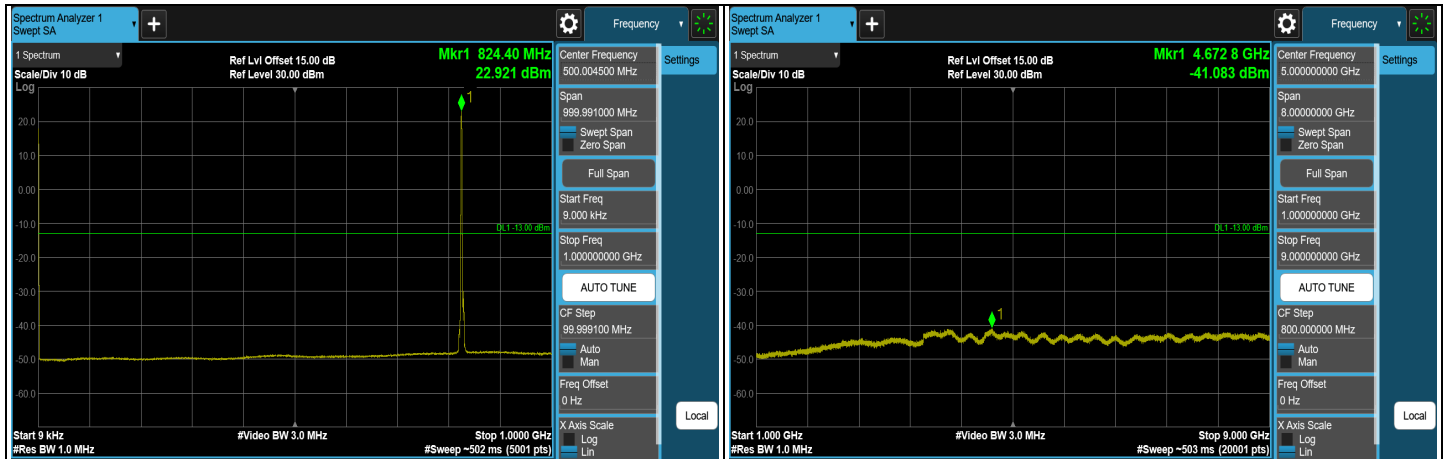 Spectrum Analyzer 1
Swept SA
+
Frequency
1 Spectrum
Scale/Div 10 dB
Log
Ref Lvl Offset 15.00 dB
Ref Level 30.00 dBm
Mkr1 824.40 MHz
22.921 dBm
1
20.0
10.0
0.00
-10.0
-20.0
-30.0
-40.0
-50.0
-60.0
DL1 -13.00 dBm
Start 9 kHz
#Res BW 1.0 MHz
#Video BW 3.0 MHz
Stop 1.0000 GHz
#Sweep ~502 ms (5001 pts)
Center Frequency
500.004500 MHz
Settings
Span
999.991000 MHz
Swept Span
Zero Span
Full Span
Start Freq
9.000 kHz
Stop Freq
1.000000000 GHz
AUTO TUNE
CF Step
99.999100 MHz
Auto
Man
Freq Offset
0 Hz
Local
X Axis Scale
Log
Lin
Spectrum Analyzer 1
Swept SA
+
Frequency
1 Spectrum
Scale/Div 10 dB
Log
Ref Lvl Offset 15.00 dB
Ref Level 30.00 dBm
Mkr1 4.672 8 GHz
-41.083 dBm
1
20.0
10.0
0.00
-10.0
-20.0
-30.0
-40.0
-50.0
-60.0
DL1 -13.00 dBm
Start 1.000 GHz
#Res BW 1.0 MHz
#Video BW 3.0 MHz
Stop 9.000 GHz
#Sweep ~503 ms (20001 pts)
Center Frequency
5.000000000 GHz
Settings
Span
8.00000000 GHz
Swept Span
Zero Span
Full Span
Start Freq
1.000000000 GHz
Stop Freq
9.000000000 GHz
AUTO TUNE
CF Step
800.000000 MHz
Auto
Man
Freq Offset
0 Hz
Local
X Axis Scale
Log
Lin